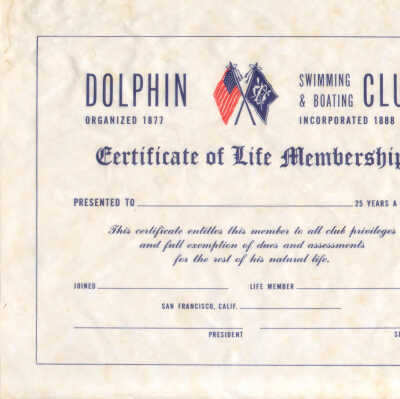 DOLPHIN SWIMMING & BOATING CLU
ORGANIZED 1877 INCORPORATED 1888
Certificate of Life Membership
PRESENTED TO 25 YEARS A
This certificate entitles this member to all club privileges
and full exemption of dues and assessments
for the rest of his natural life.
JOINED LIFE MEMBER
SAN FRANCISCO, CALIF.
PRESIDENT S